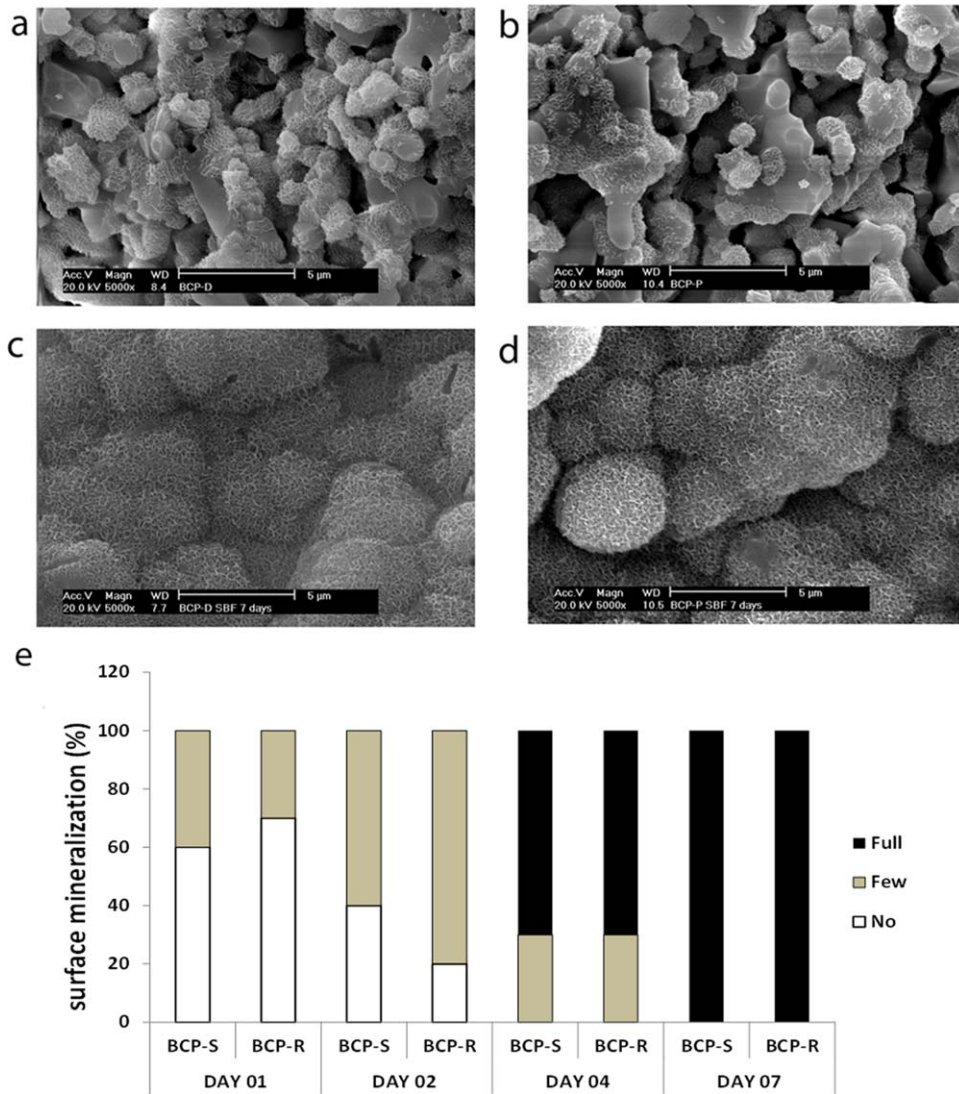 a
Acc.V Magn WD 5 µm
20.0 kV 5000x 8.4 BCP-D
b
Acc.V Magn WD 5 µm
20.0 kV 5000x 10.4 BCP-P
c
Acc.V Magn WD 5 µm
20.0 kV 5000x 7.7 BCP-D SBF 7 days
d
Acc.V Magn WD 5 µm
20.0 kV 5000x 10.5 BCP-P SBF 7 days
e
surface mineralization (%)
120
100
80
60
40
20
0
Full
Few
No
BCP-S BCP-R BCP-S BCP-R BCP-S BCP-R BCP-S BCP-R
DAY 01 DAY 02 DAY 04 DAY 07